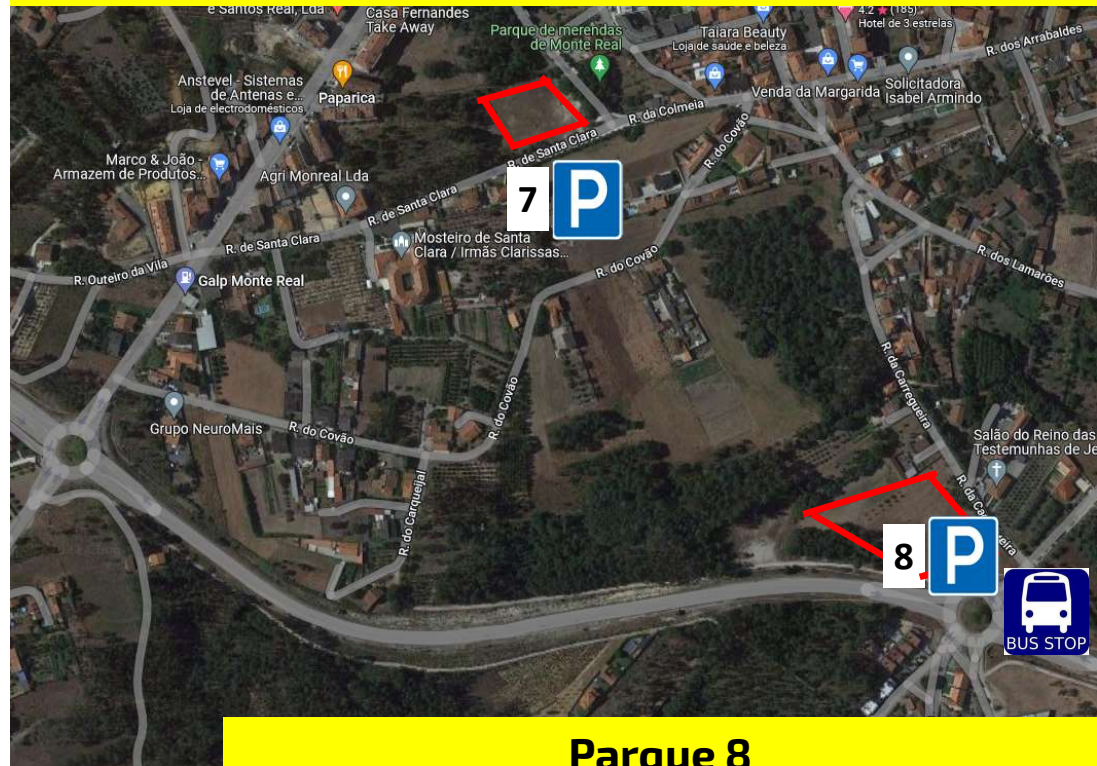 e Santos Real, Lda
Casa Fernandes
Take Away
Parque de merendas
de Monte Real
Taiara Beauty
Loja de saúde e beleza
4.2 ★ (185)
Hotel de 3 estrelas
R. dos Arrabaldes
Anstevel - Sistemas
de Antenas e...
Loja de electrodomésticos
Paparica
Venda da Margarida
Solicitadora
Isabel Armindo
R. da Colmeia
R. de Santa Clara
R. do Covão
Marco & João -
Armazem de Produtos...
Agri Monreal Lda
7
P
R. de Santa Clara
R. de Santa Clara
Mosteiro de Santa
Clara / Irmãs Clarissas...
R. do Covão
R. dos Lamarões
R. Outeiro da Vila
Galp Monte Real
R. da Carregueira
R. do Covão
Grupo NeuroMais
R. do Covão
Salão do Reino das
Testemunhas de Je
R. do Carqueijal
R. da Carregueira
8
P
BUS STOP
Parque 8